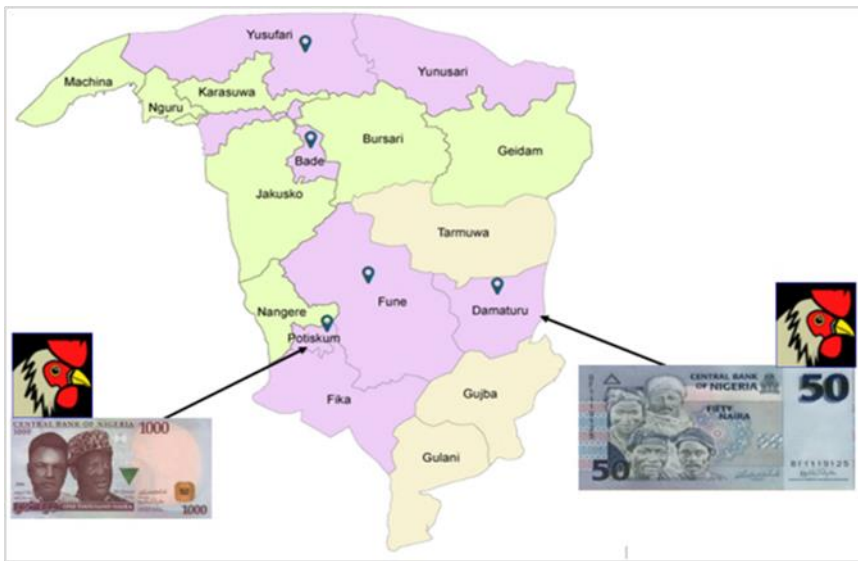 Yusufari
Yunusari
Machina
Karasuwa
Nguru
Bursari
Geidam
Bade
Jakusko
Tarmuwa
Fune
Damaturu
Nangere
Potiskum
Fika
Gujba
Gulani
CENTRAL BANK OF NIGERIA
1000
1000
CENTRAL BANK
OF NIGERIA
50
FIFTY
NAIRA
50